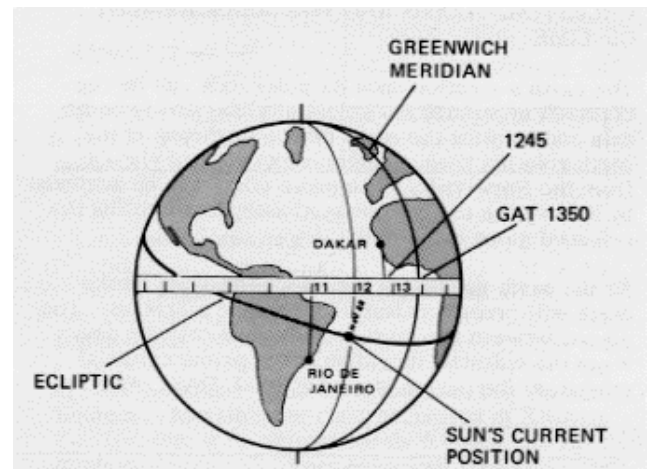 GREENWICH
MERIDIAN
1245
GAT 1350
DAKAR
11 12 13
RIO DE
JANEIRO
ECLIPTIC
SUN'S CURRENT
POSITION